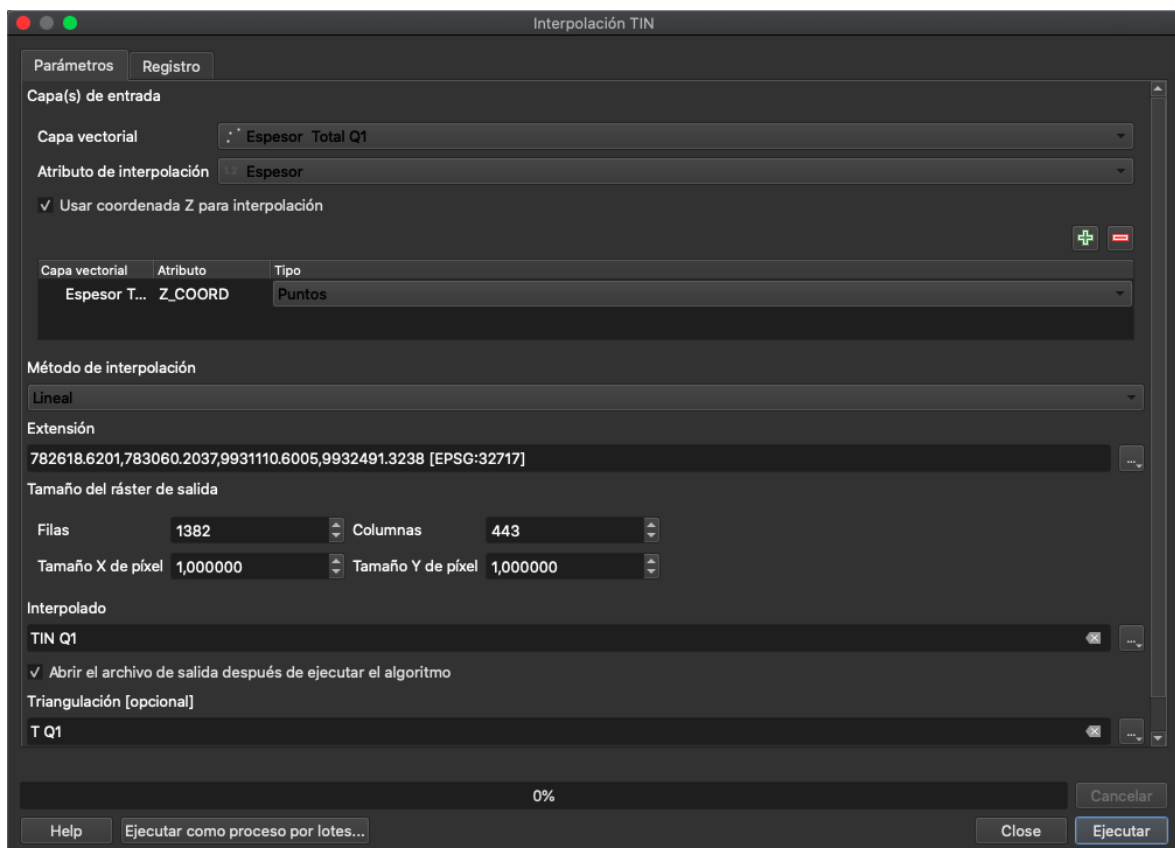 Interpolación TIN
Parámetros Registro
Capa(s) de entrada
Capa vectorial Espesor Total Q1
Atributo de interpolación 1.2 Espesor
Usar coordenada Z para interpolación
Capa vectorial Atributo Tipo
Espesor T... Z_COORD Puntos
Método de interpolación
Lineal
Extensión
782618.6201,783060.2037,9931110.6005,9932491.3238 [EPSG:32717]
...
Tamaño del ráster de salida
Filas 1382 Columnas 443
Tamaño X de píxel 1,000000 Tamaño Y de píxel 1,000000
Interpolado
TIN Q1 ...
Abrir el archivo de salida después de ejecutar el algoritmo
Triangulación [opcional]
T Q1 ...
0% Cancelar
Help Ejecutar como proceso por lotes... Close Ejecutar